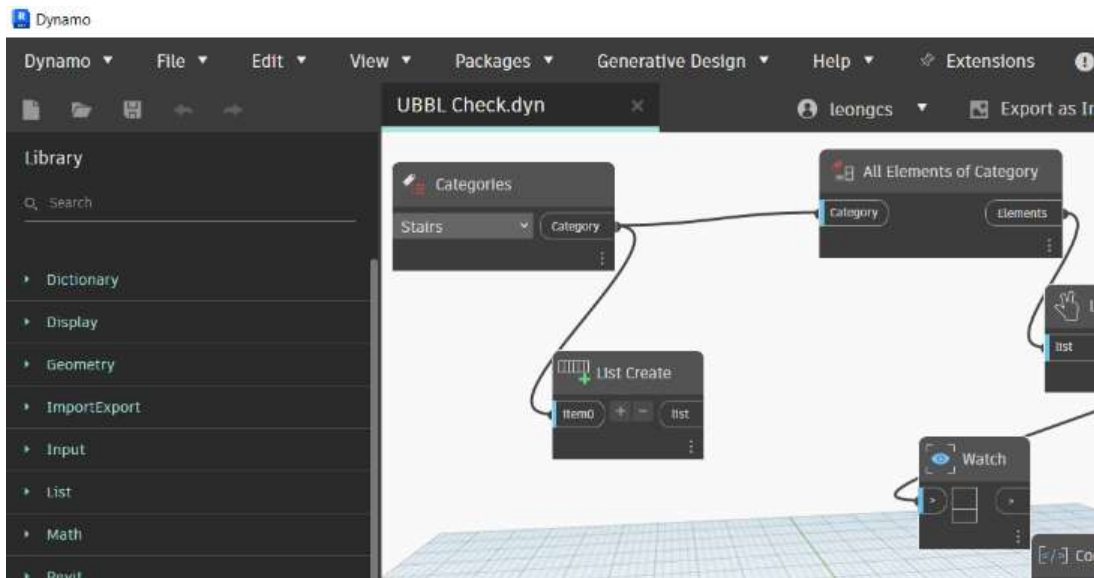 Dynamo
Dynamo File Edit View Packages Generative Design Help Extensions
UBBL Check.dyn leongcs Export as
Library
Search
Categories
Stairs Category
All Elements of Category
Category Elements
Dictionary
Display
Geometry
ImportExport
Input
List
Math
Revit
List Create
item0 + - list
list
Watch
> >
</>